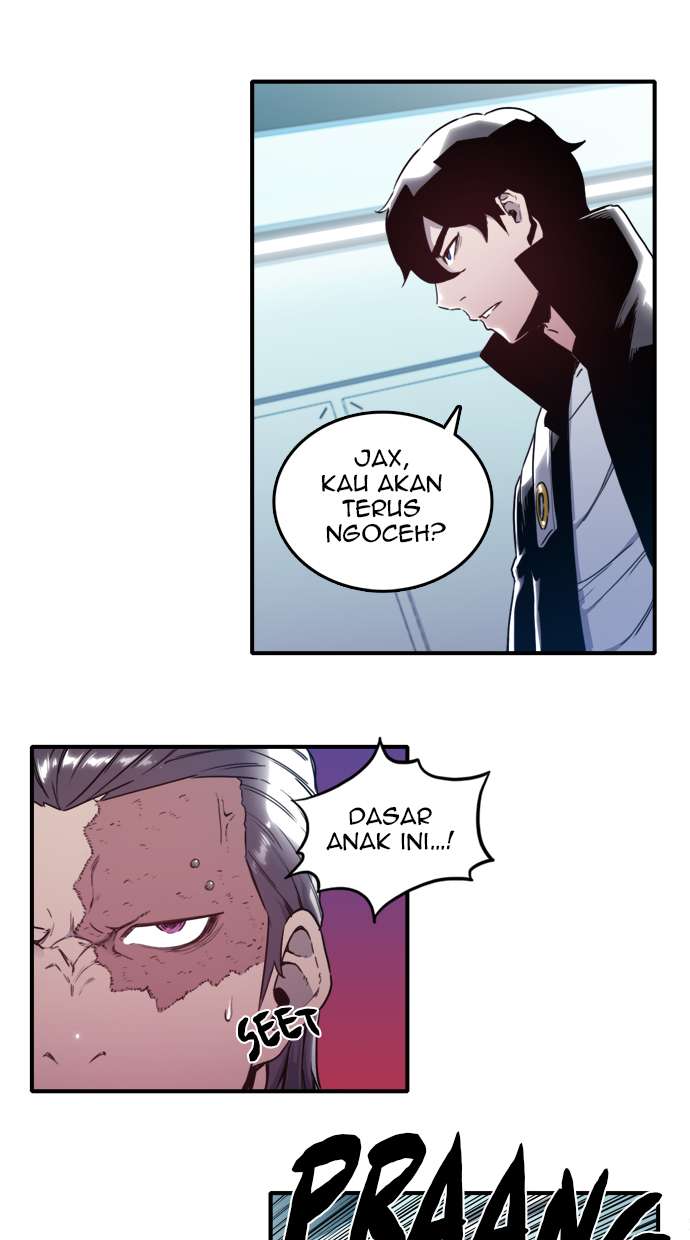 JAX,
KAU AKAN
TERUS
NGOCEH?
DASAR
ANAK INI...!
SEET
PRAANG